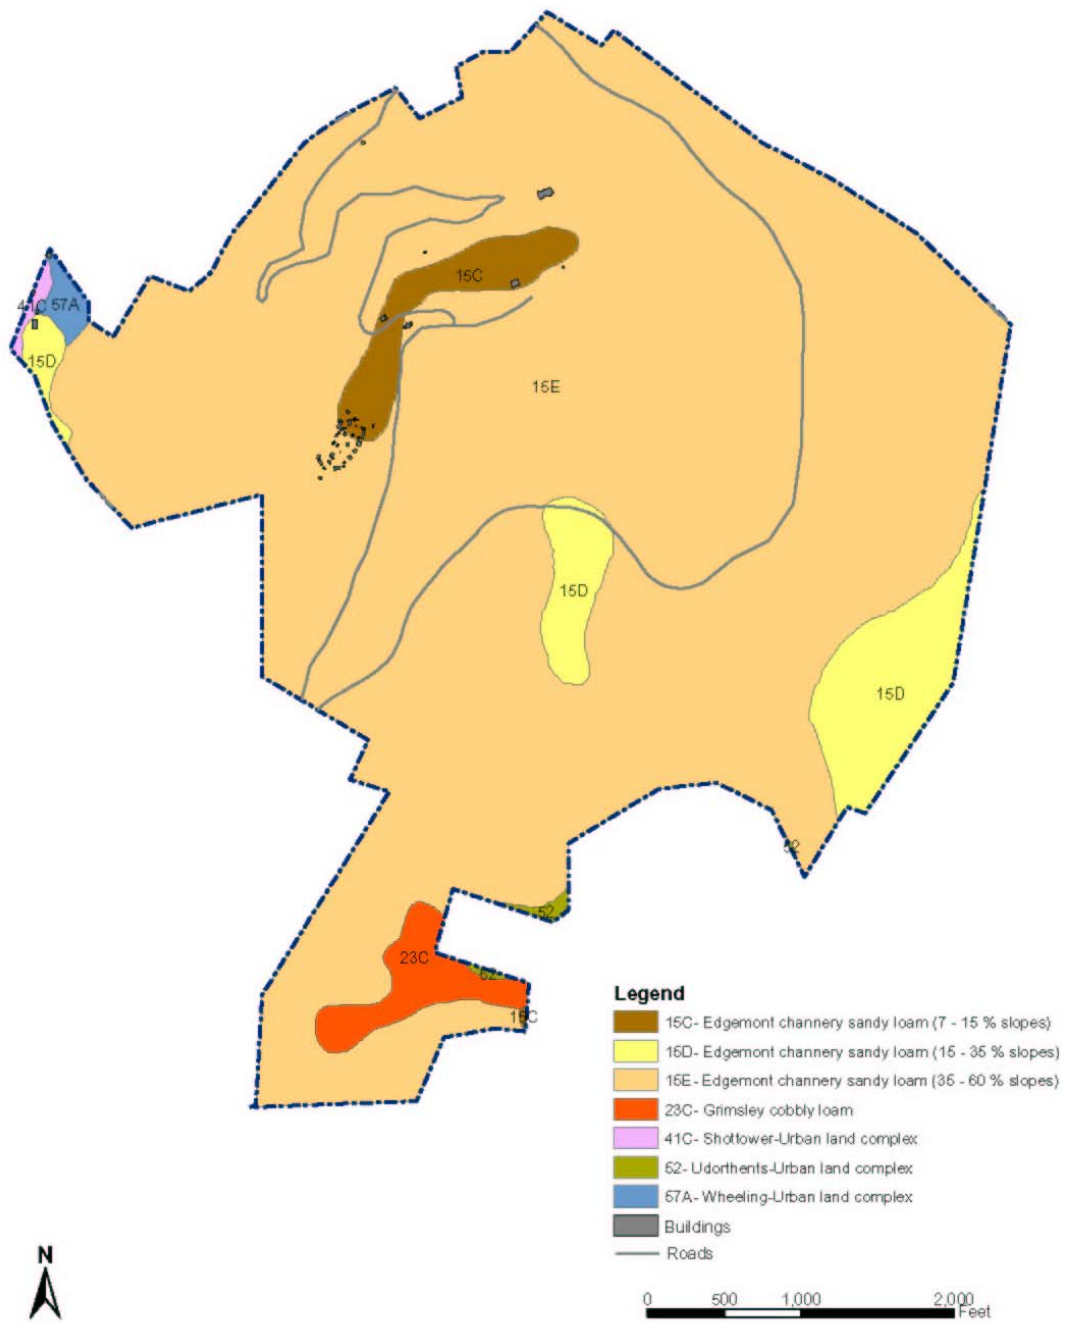 15C
41C 57A
15D
15E
15D
15D
52
52
23C
52
15C
Legend
15C- Edgemont channery sandy loam (7 - 15 % slopes)
15D- Edgemont channery sandy loam (15 - 35 % slopes)
15E - Edgemont channery sandy loam (35 - 60 % slopes)
23C- Grimsley cobbly loam
41C- Shottower-Urban land complex
52- Udorthents-Urban land complex
57A- Wheeling-Urban land complex
Buildings
Roads
N
0 500 1,000 2,000
Feet